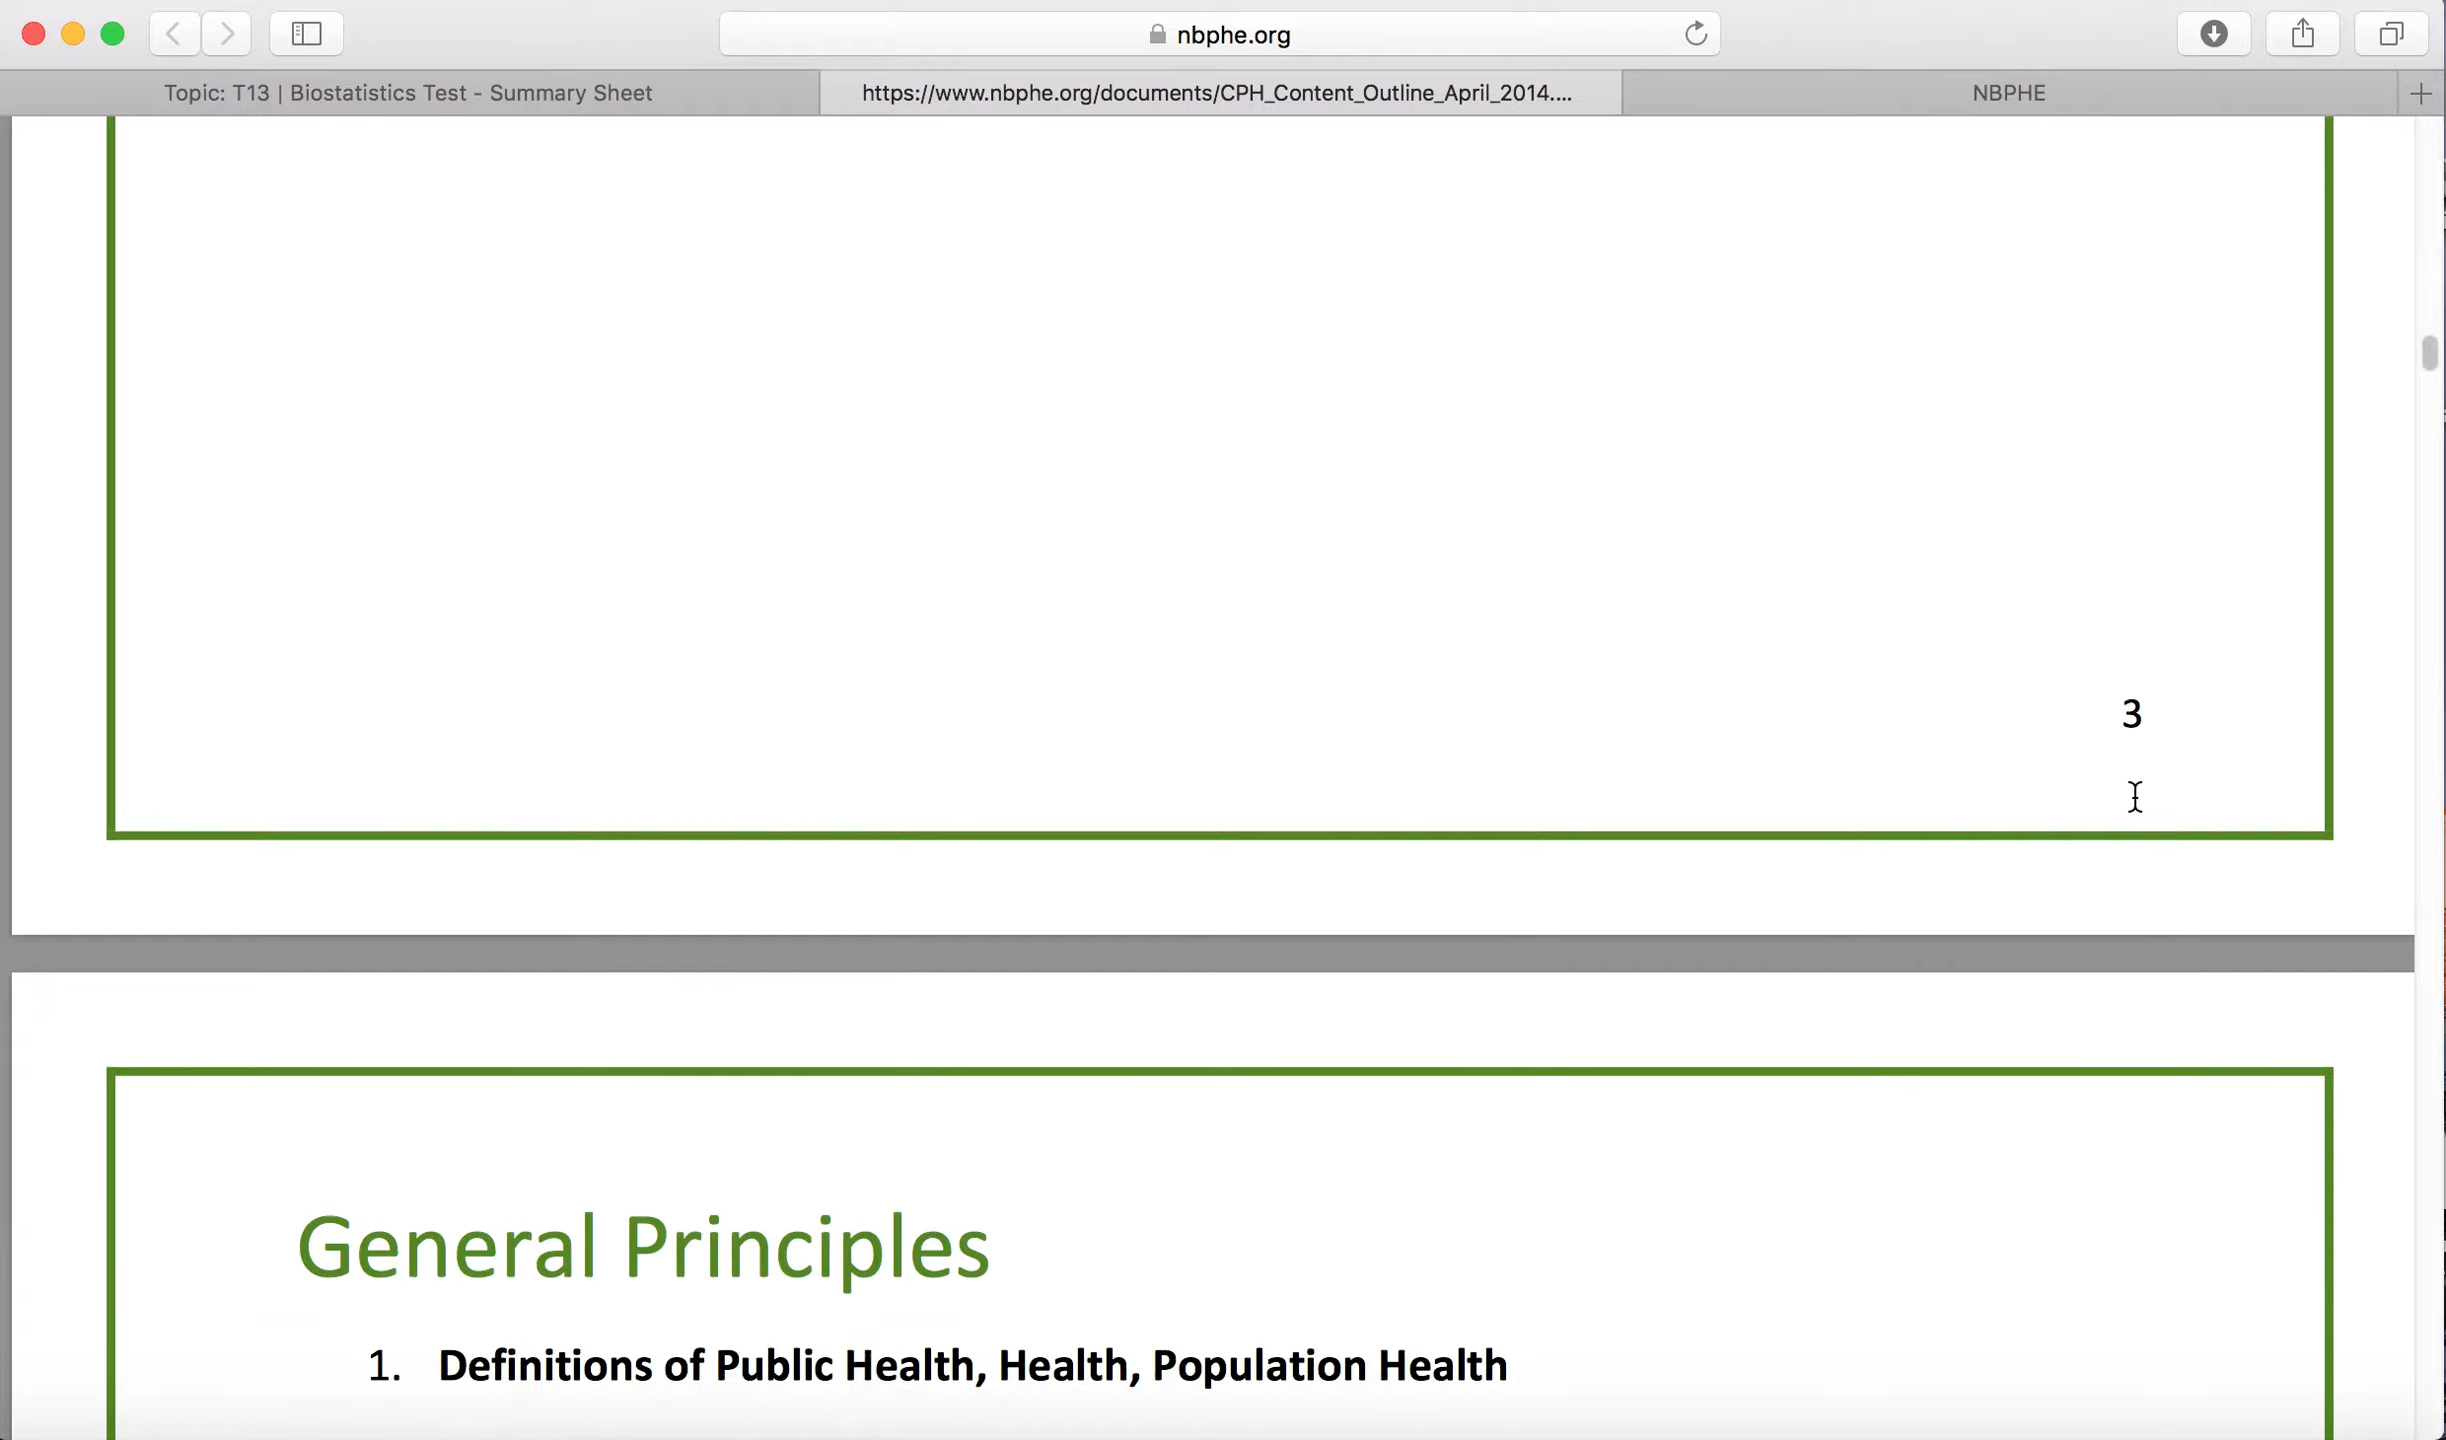 nbphe.org
Topic: T13 | Biostatistics Test - Summary Sheet
https://www.nbphe.org/documents/CPH_Content_Outline_April_2014....
NBPHE
3
General Principles
1. Definitions of Public Health, Health, Population Health